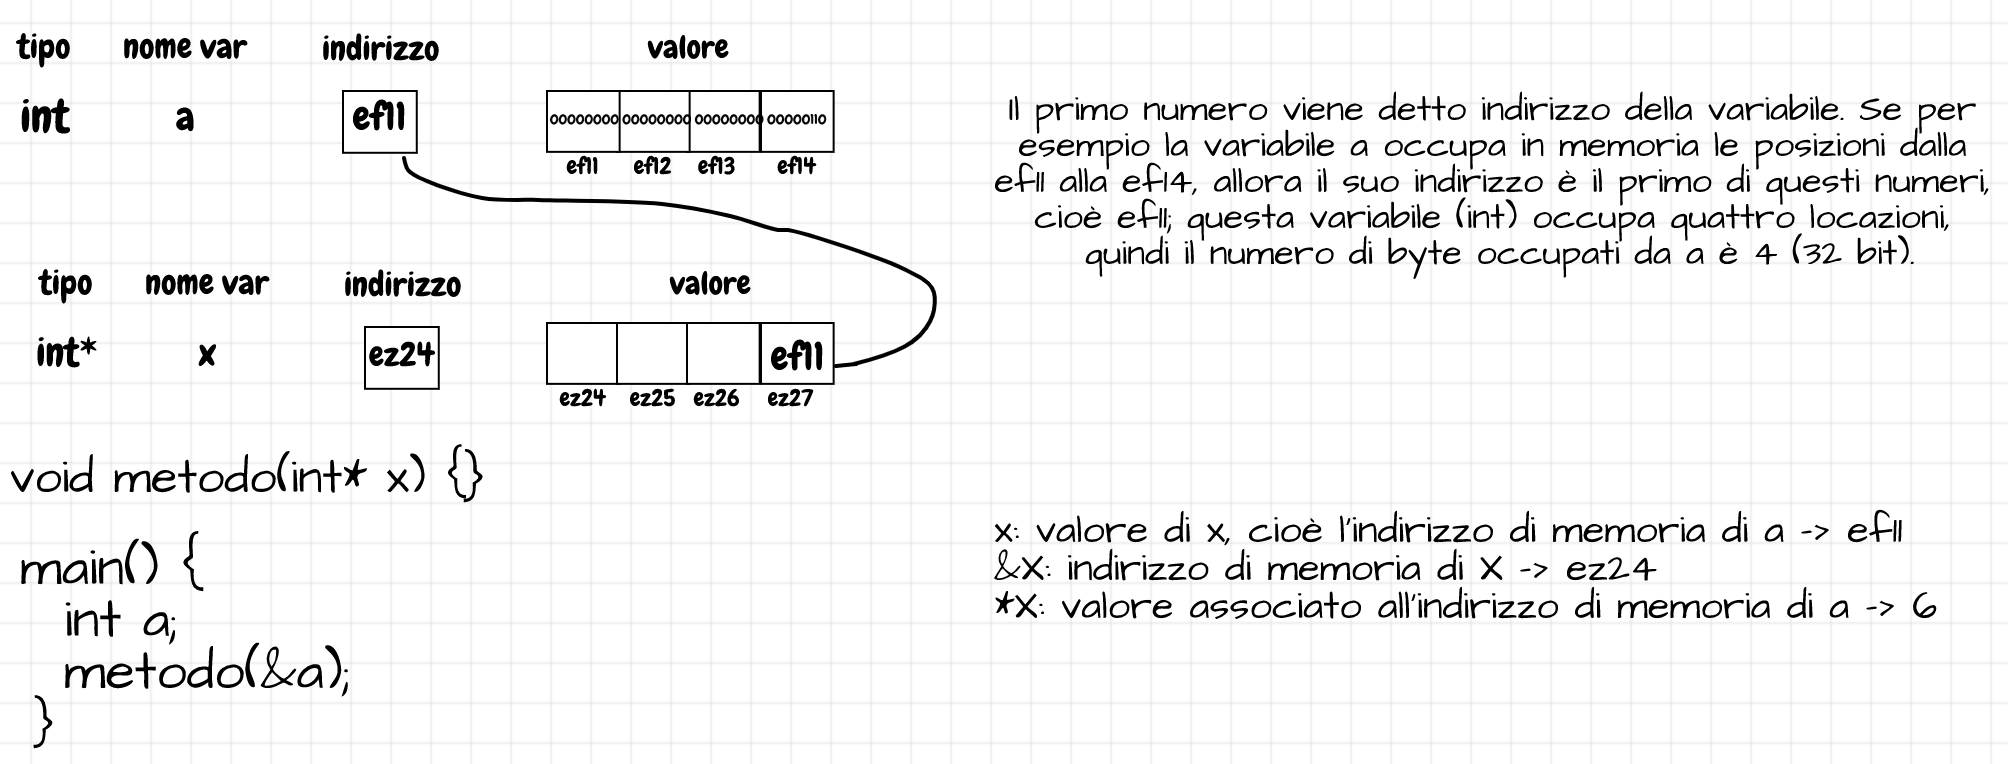 tipo nome var indirizzo valore
int a ef11 00000000 00000000 00000000 00000110
ef11 ef12 ef13 ef14
tipo nome var indirizzo valore
int* x ez24 ef11
ez24 ez25 ez26 ez27
void metodo(int* x) {}
main() {
int a;
metodo(&a);
}
Il primo numero viene detto indirizzo della variabile. Se per
esempio la variabile a occupa in memoria le posizioni dalla
ef11 alla ef14, allora il suo indirizzo è il primo di questi numeri,
cioè ef11; questa variabile (int) occupa quattro locazioni,
quindi il numero di byte occupati da a è 4 (32 bit).
x: valore di x, cioè l'indirizzo di memoria di a -> ef11
&X: indirizzo di memoria di X -> ez24
*X: valore associato all'indirizzo di memoria di a -> 6